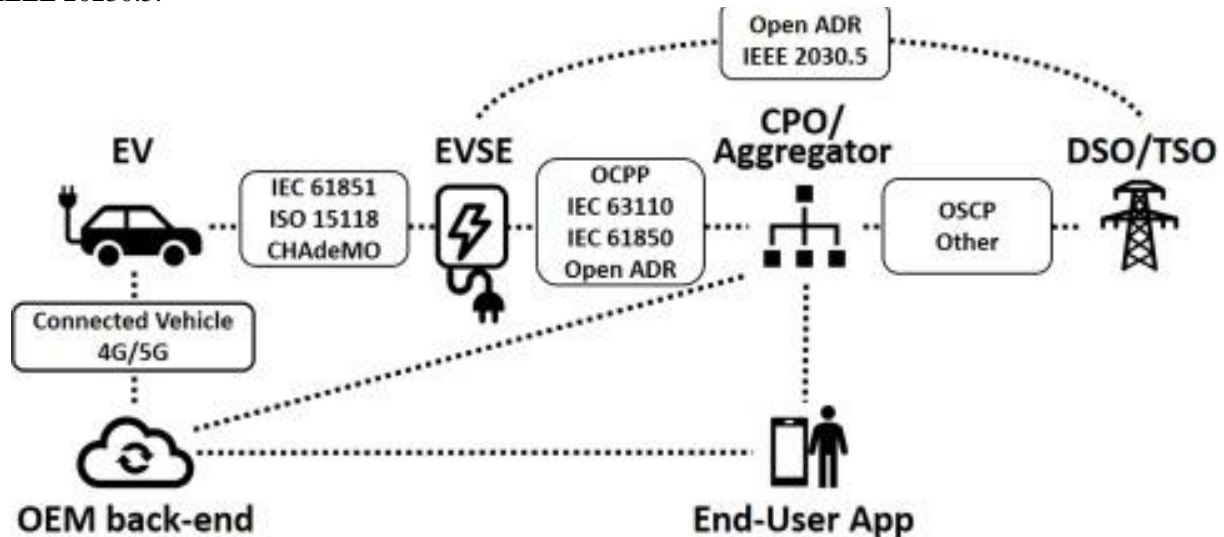 Open ADR
IEEE 2030.5
CPO/
Aggregator
EV
EVSE
DSO/TSO
IEC 61851
ISO 15118
CHAdeMO
OCPP
IEC 63110
IEC 61850
Open ADR
OSCP
Other
Connected Vehicle
4G/5G
OEM back-end
End-User App